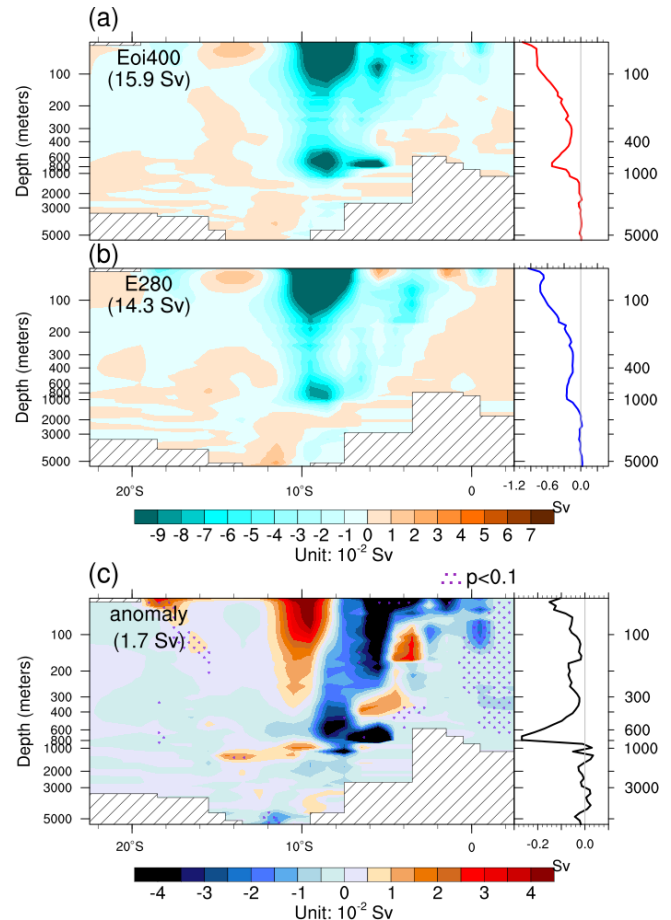 (a)
Eoi400
(15.9 Sv)
Depth (meters)
100
200
300
400
600
800
1000
2000
3000
5000
100
400
1000
5000
(b)
E280
(14.3 Sv)
Depth (meters)
100
200
300
400
600
800
1000
2000
3000
5000
100
200
300
400
1000
5000
20°S
10°S
0
-1.2
-0.6
0.0
Sv
-9 -8 -7 -6 -5 -4 -3 -2 -1 0 1 2 3 4 5 6 7
Unit: 10⁻² Sv
(c)
p<0.1
anomaly
(1.7 Sv)
Depth (meters)
100
200
300
600
800
1000
2000
3000
5000
100
300
600
1000
3000
20°S
10°S
0
-0.2
0.0
Sv
-4 -3 -2 -1 0 1 2 3 4
Unit: 10⁻² Sv